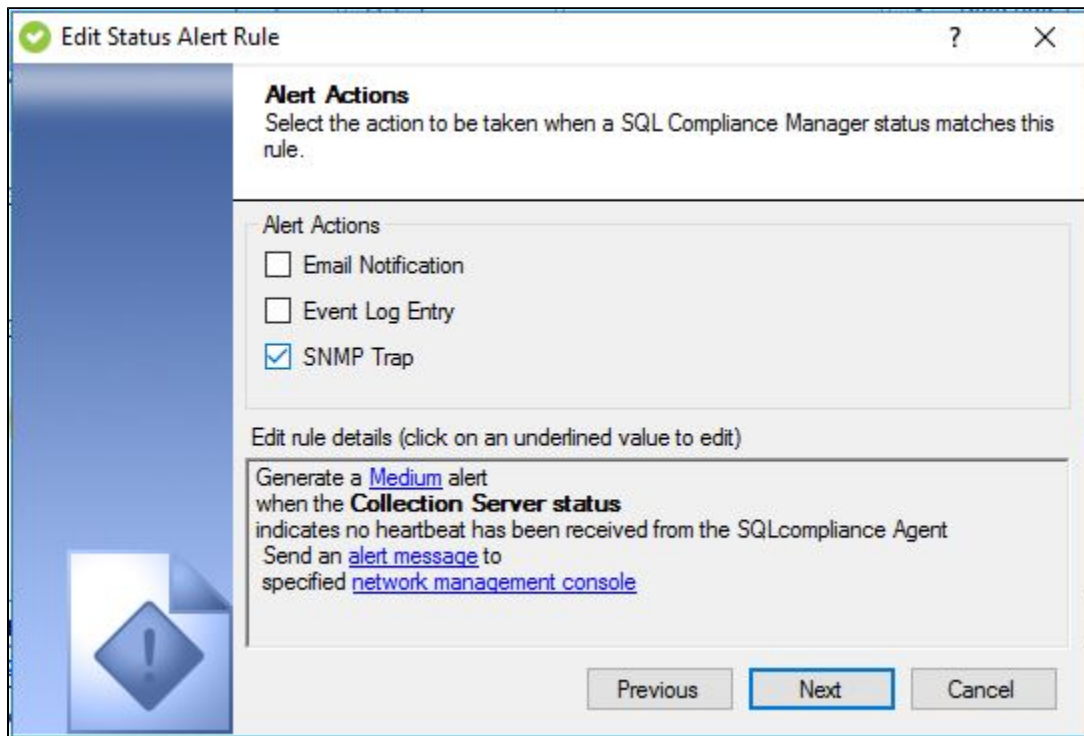 Edit Status Alert Rule
?
Alert Actions
Select the action to be taken when a SQL Compliance Manager status matches this
rule.
Alert Actions
Email Notification
Event Log Entry
SNMP Trap
Edit rule details (click on an underlined value to edit)
Generate a Medium alert
when the Collection Server status
indicates no heartbeat has been received from the SQLcompliance Agent
Send an alert message to
specified network management console
Previous
Next
Cancel